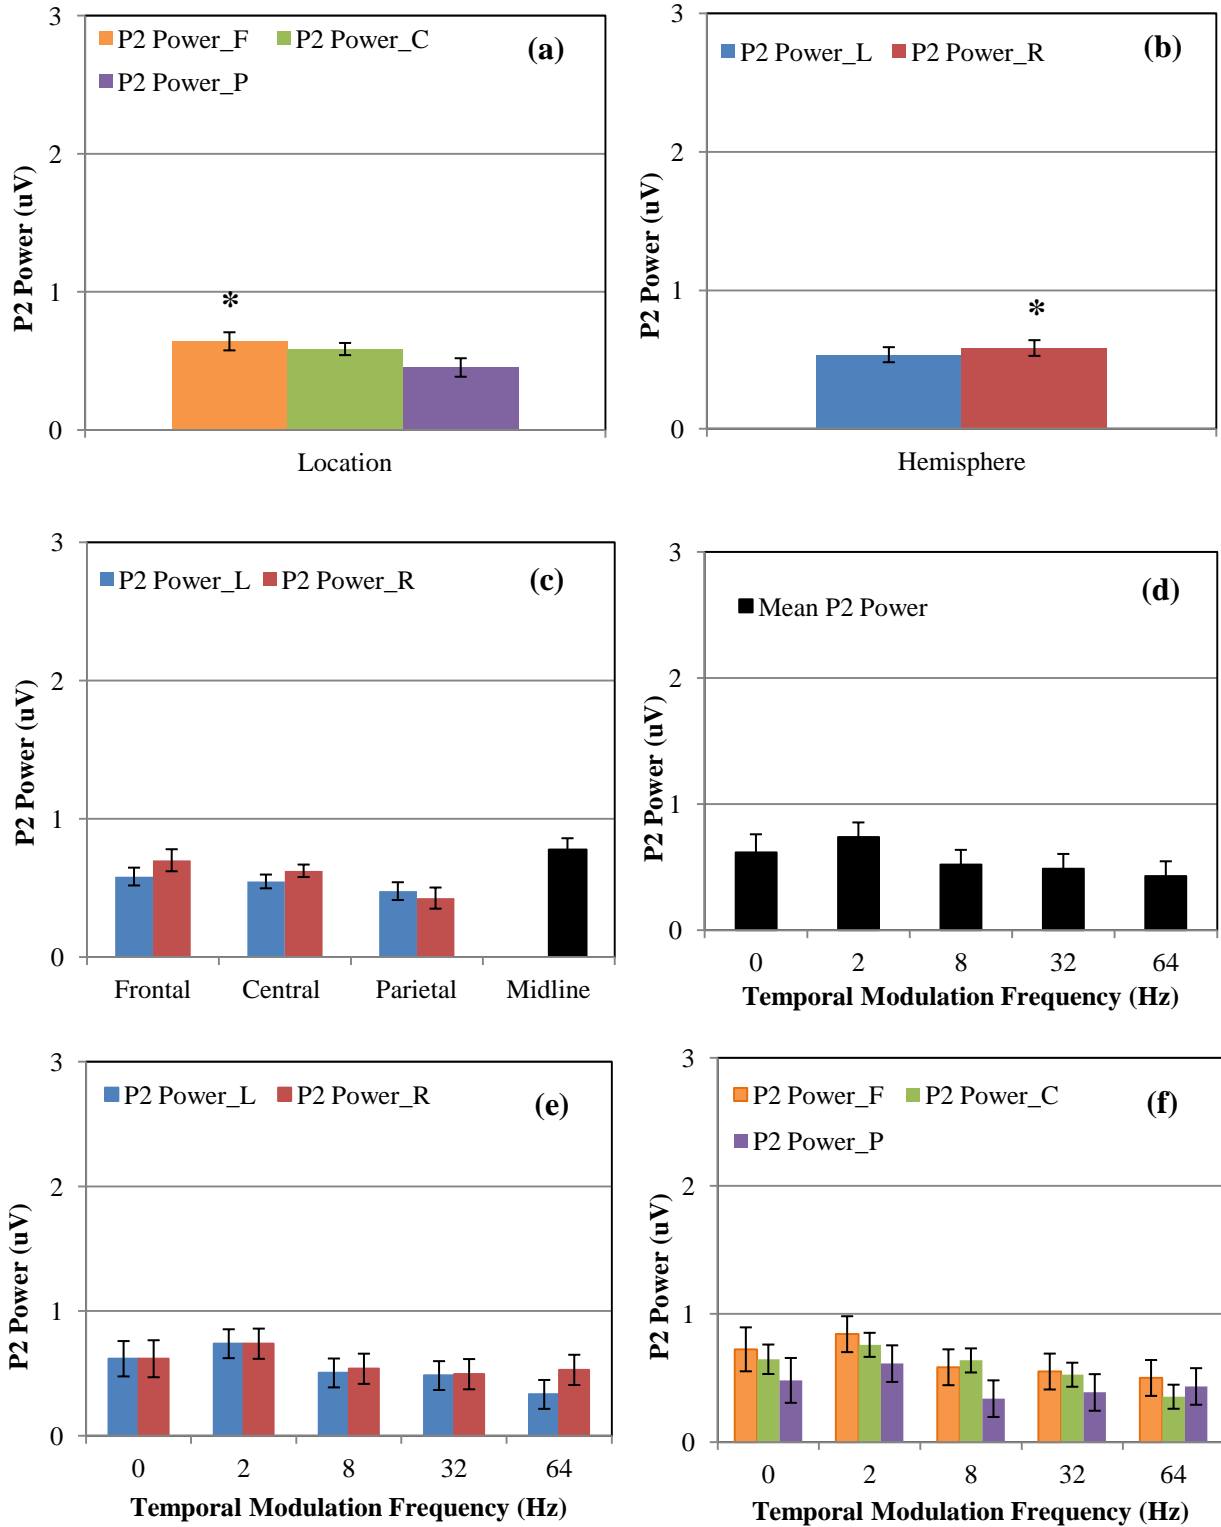 3
P2 Power_F P2 Power_C
(a)
P2 Power_P
2
P2 Power (uV)
1
*
0
Location
3
P2 Power_L P2 Power_R
(b)
2
P2 Power (uV)
1
*
0
Hemisphere
3
P2 Power_L P2 Power_R
(c)
2
P2 Power (uV)
1
0
Frontal Central Parietal Midline
3
(d)
Mean P2 Power
2
P2 Power (uV)
1
0
0 2 8 32 64
Temporal Modulation Frequency (Hz)
3
P2 Power_L P2 Power_R
(e)
2
P2 Power (uV)
1
0
0 2 8 32 64
Temporal Modulation Frequency (Hz)
3
P2 Power_F P2 Power_C
(f)
P2 Power_P
2
P2 Power (uV)
1
0
0 2 8 32 64
Temporal Modulation Frequency (Hz)